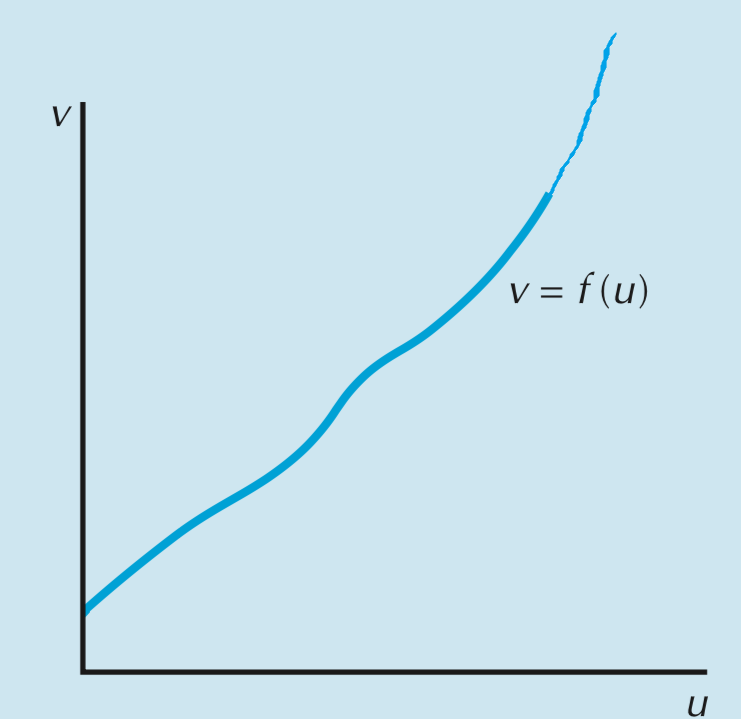 v
v = f (u)
u